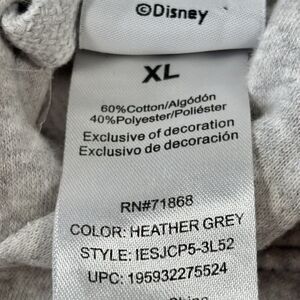 ©Disney
XL
60%Cotton/Algódón
40%Polyester/Poliéster
Exclusive of decoration
Exclusivo de decoración
RN#71868
COLOR: HEATHER GREY
STYLE: IESJCP5-3L52
UPC: 195932275524